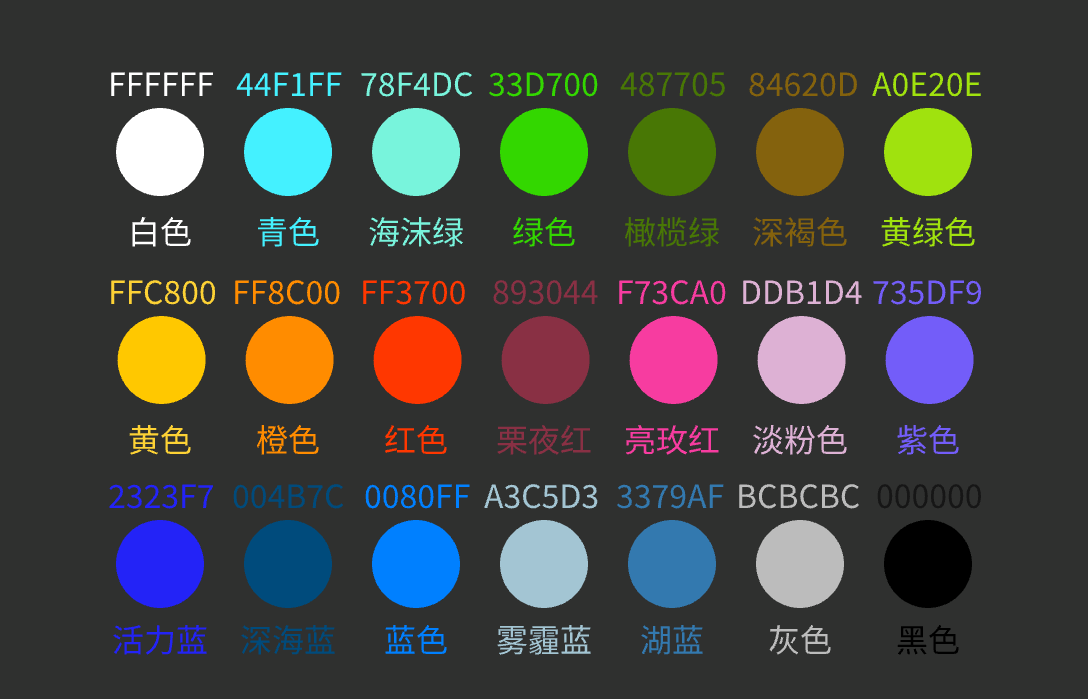 FFFFFF 44F1FF 78F4DC 33D700 487705 84620D A0E20E
白色 青色 海沫绿 绿色 橄榄绿 深褐色 黄绿色
FFC800 FF8C00 FF3700 893044 F73CA0 DDB1D4 735DF9
黄色 橙色 红色 栗夜红 亮玫红 淡粉色 紫色
2323F7 004B7C 0080FF A3C5D3 3379AF BCBCBC 000000
活力蓝 深海蓝 蓝色 雾霾蓝 湖蓝 灰色 黑色